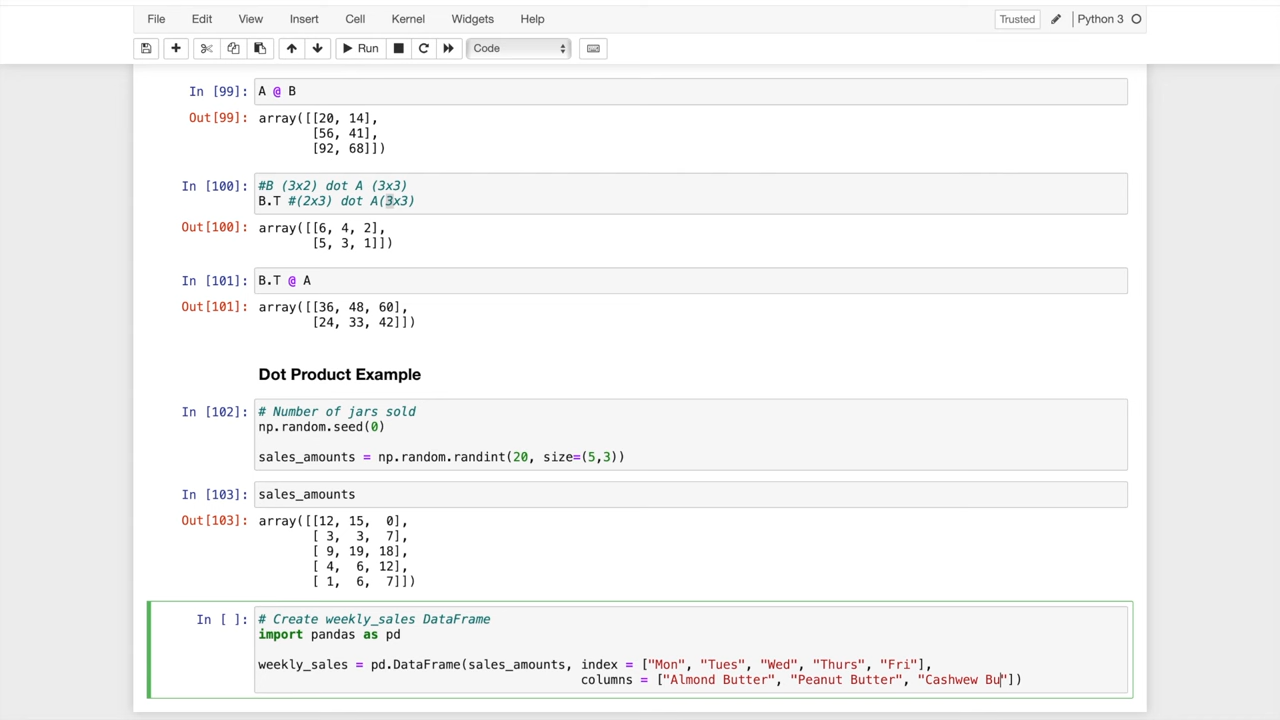 File Edit View Insert Cell Kernel Widgets Help Trusted Python 3
Run Code
In [99]: A @ B
Out[99]: array([[20, 14],
[56, 41],
[92, 68]])
In [100]: #B (3x2) dot A (3x3)
B.T #(2x3) dot A(3x3)
Out[100]: array([[6, 4, 2],
[5, 3, 1]])
In [101]: B.T @ A
Out[101]: array([[36, 48, 60],
[24, 33, 42]])
Dot Product Example
In [102]: # Number of jars sold
np.random.seed(0)
sales_amounts = np.random.randint(20, size=(5,3))
In [103]: sales_amounts
Out[103]: array([[12, 15, 0],
[ 3, 3, 7],
[ 9, 19, 18],
[ 4, 6, 12],
[ 1, 6, 7]])
In [ ]: # Create weekly_sales DataFrame
import pandas as pd
weekly_sales = pd.DataFrame(sales_amounts, index = ["Mon", "Tues", "Wed", "Thurs", "Fri"],
columns = ["Almond Butter", "Peanut Butter", "Cashwew Bu"])